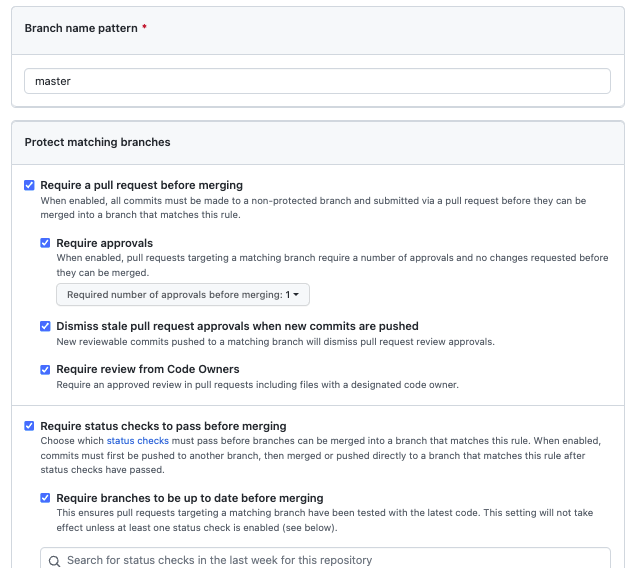 Branch name pattern *
master
Protect matching branches
Require a pull request before merging
When enabled, all commits must be made to a non-protected branch and submitted via a pull request before they can be
merged into a branch that matches this rule.
Require approvals
When enabled, pull requests targeting a matching branch require a number of approvals and no changes requested before
they can be merged.
Required number of approvals before merging: 1
Dismiss stale pull request approvals when new commits are pushed
New reviewable commits pushed to a matching branch will dismiss pull request review approvals.
Require review from Code Owners
Require an approved review in pull requests including files with a designated code owner.
Require status checks to pass before merging
Choose which status checks must pass before branches can be merged into a branch that matches this rule. When enabled,
commits must first be pushed to another branch, then merged or pushed directly to a branch that matches this rule after
status checks have passed.
Require branches to be up to date before merging
This ensures pull requests targeting a matching branch have been tested with the latest code. This setting will not take
effect unless at least one status check is enabled (see below).
Search for status checks in the last week for this repository